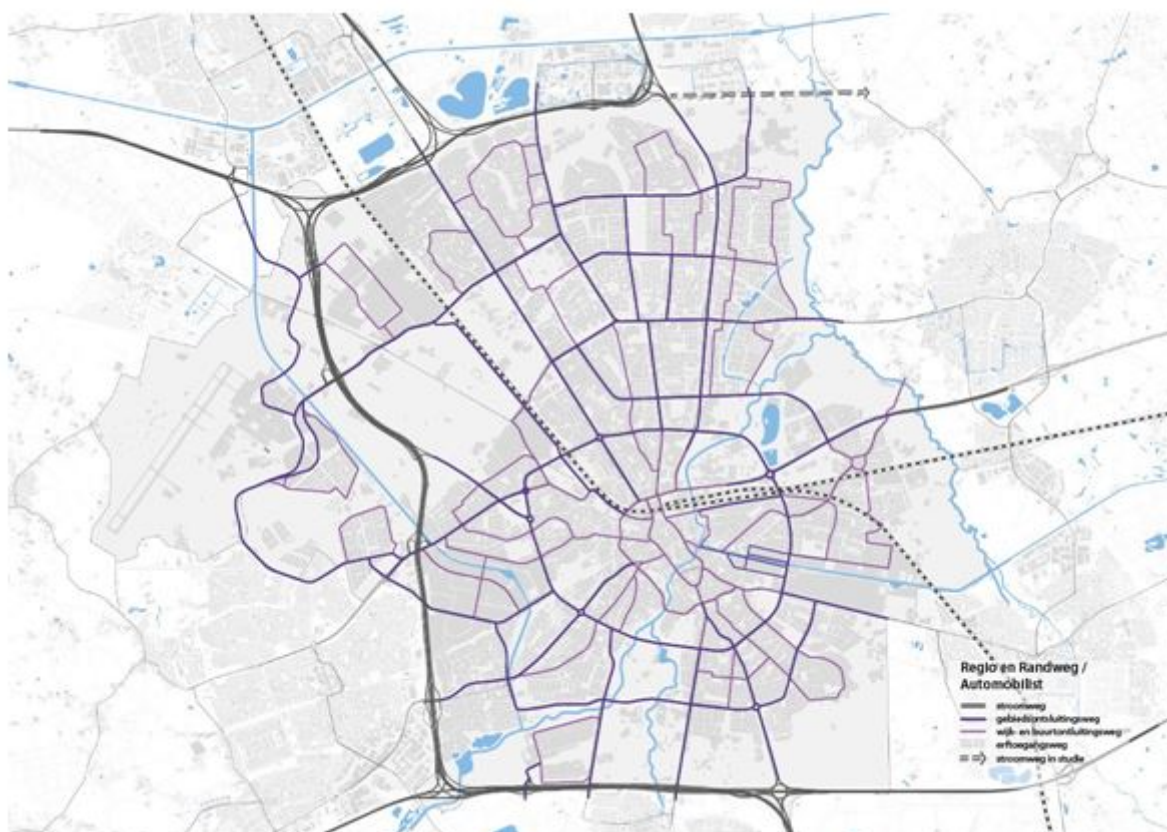 Regio en Randweg /
Automobilist
stroomweg
gebiedsontsluitingsweg
wijk- en buurtontsluitingsweg
erftoegangsweg
stroomweg in studie